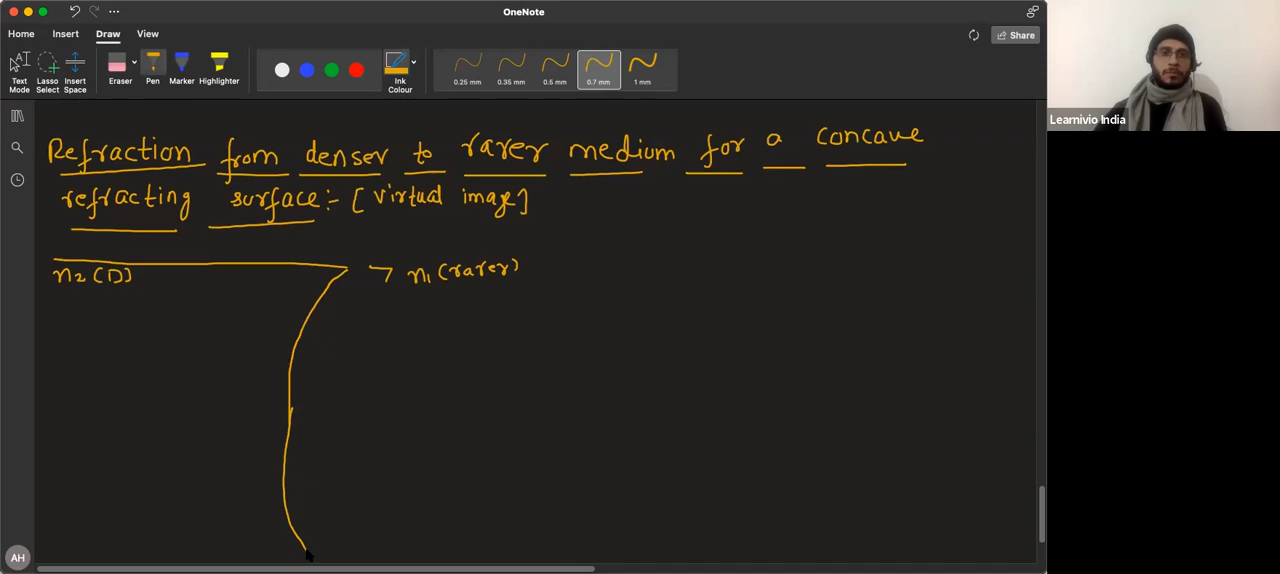 OneNote
Home Insert Draw View
Share
Text Mode
Lasso Select
Insert Space
Eraser
Pen
Marker
Highlighter
Ink Colour
0.25 mm
0.35 mm
0.5 mm
0.7 mm
1 mm
Learnivio India
Refraction from denser to rarer medium for a concave
refracting surface:- [ virtual image]
n₂(D)
n₁(rarer)
AH